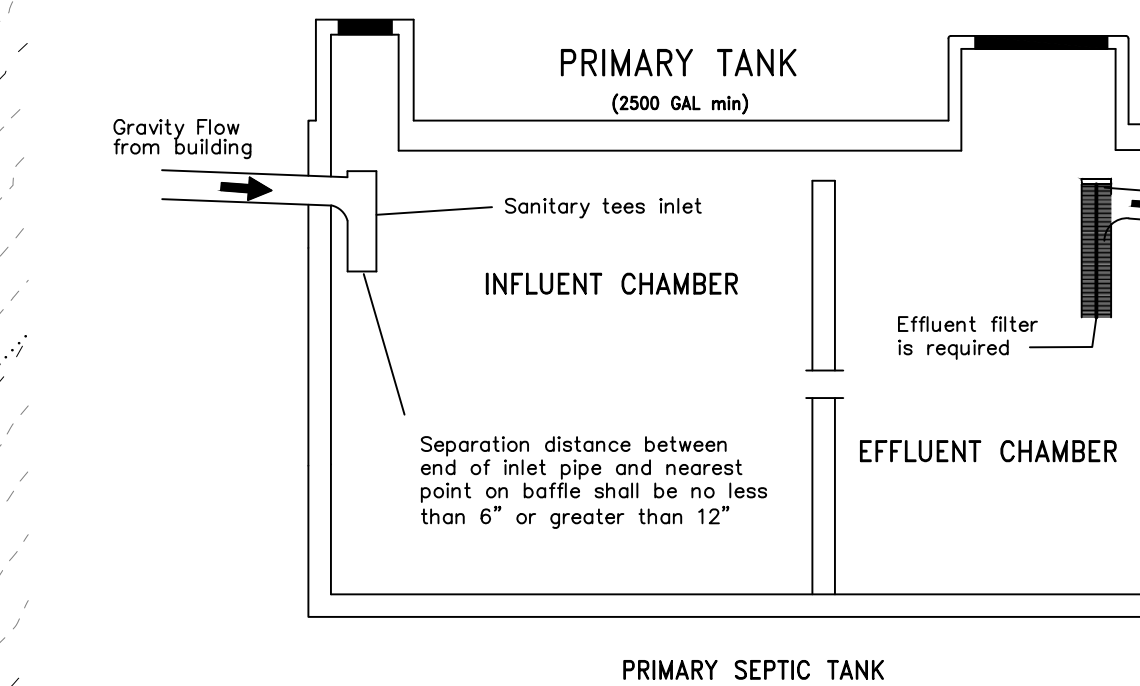 PRIMARY TANK
(2500 GAL min)
Gravity Flow
from building
Sanitary tees inlet
INFLUENT CHAMBER
Effluent filter
is required
Separation distance between
end of inlet pipe and nearest
point on baffle shall be no less
than 6” or greater than 12”
EFFLUENT CHAMBER
PRIMARY SEPTIC TANK